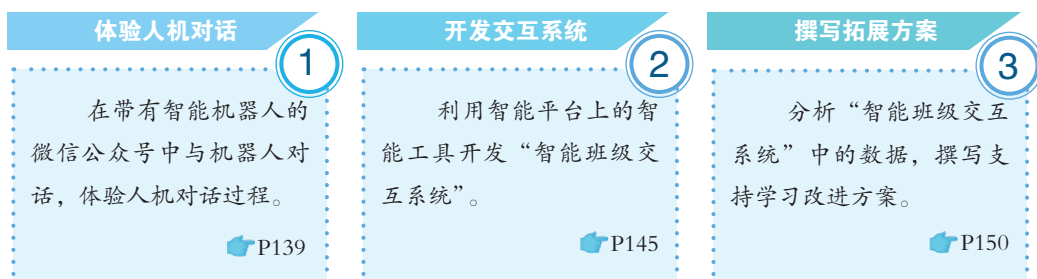 体验人机对话
1
在带有智能机器人的
微信公众号中与机器人对
话，体验人机对话过程。
P139
开发交互系统
2
利用智能平台上的智
能工具开发“智能班级交
互系统”。
P145
撰写拓展方案
3
分析“智能班级交互
系统”中的数据，撰写支
持学习改进方案。
P150